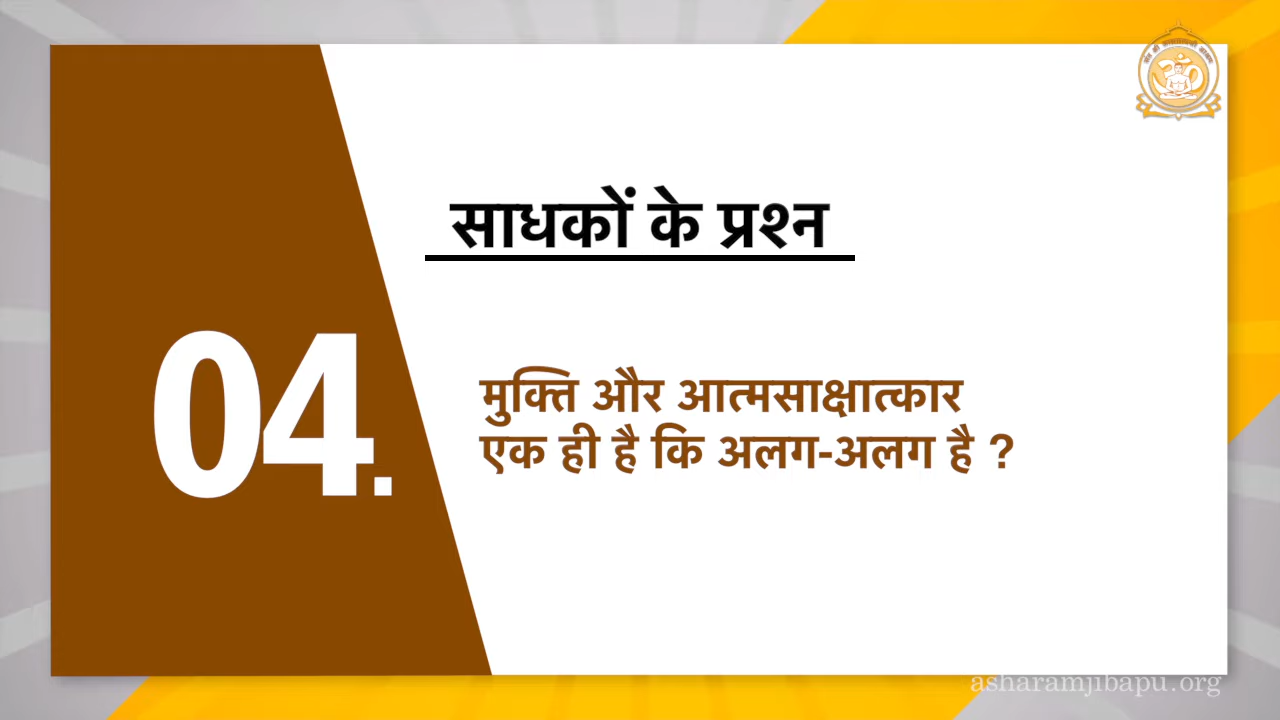 साधकों के प्रश्न
04.
मुक्ति और आत्मसाक्षात्कार
एक ही है कि अलग-अलग है ?
asharamjibapu.org